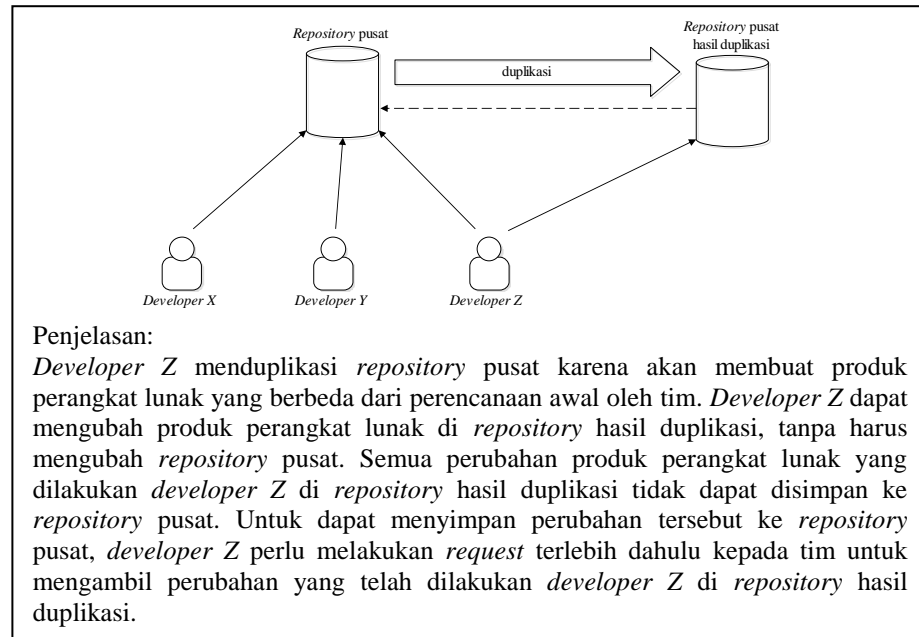 Repository pusat
Repository pusat
hasil duplikasi
duplikasi
Developer X
Developer Y
Developer Z
Penjelasan:
Developer Z menduplikasi repository pusat karena akan membuat produk
perangkat lunak yang berbeda dari perencanaan awal oleh tim. Developer Z dapat
mengubah produk perangkat lunak di repository hasil duplikasi, tanpa harus
mengubah repository pusat. Semua perubahan produk perangkat lunak yang
dilakukan developer Z di repository hasil duplikasi tidak dapat disimpan ke
repository pusat. Untuk dapat menyimpan perubahan tersebut ke repository
pusat, developer Z perlu melakukan request terlebih dahulu kepada tim untuk
mengambil perubahan yang telah dilakukan developer Z di repository hasil
duplikasi.